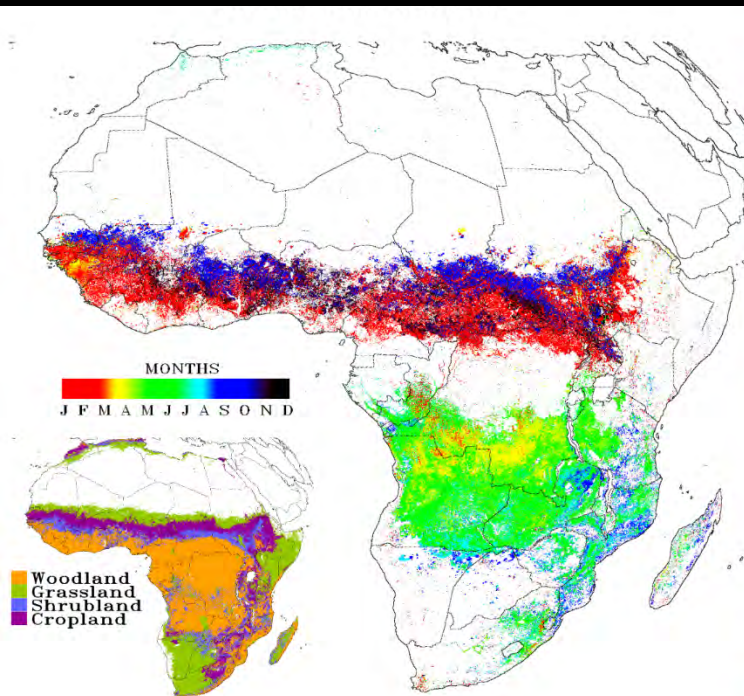 MONTHS
J F M A M J J A S O N D
Woodland
Grassland
Shrubland
Cropland